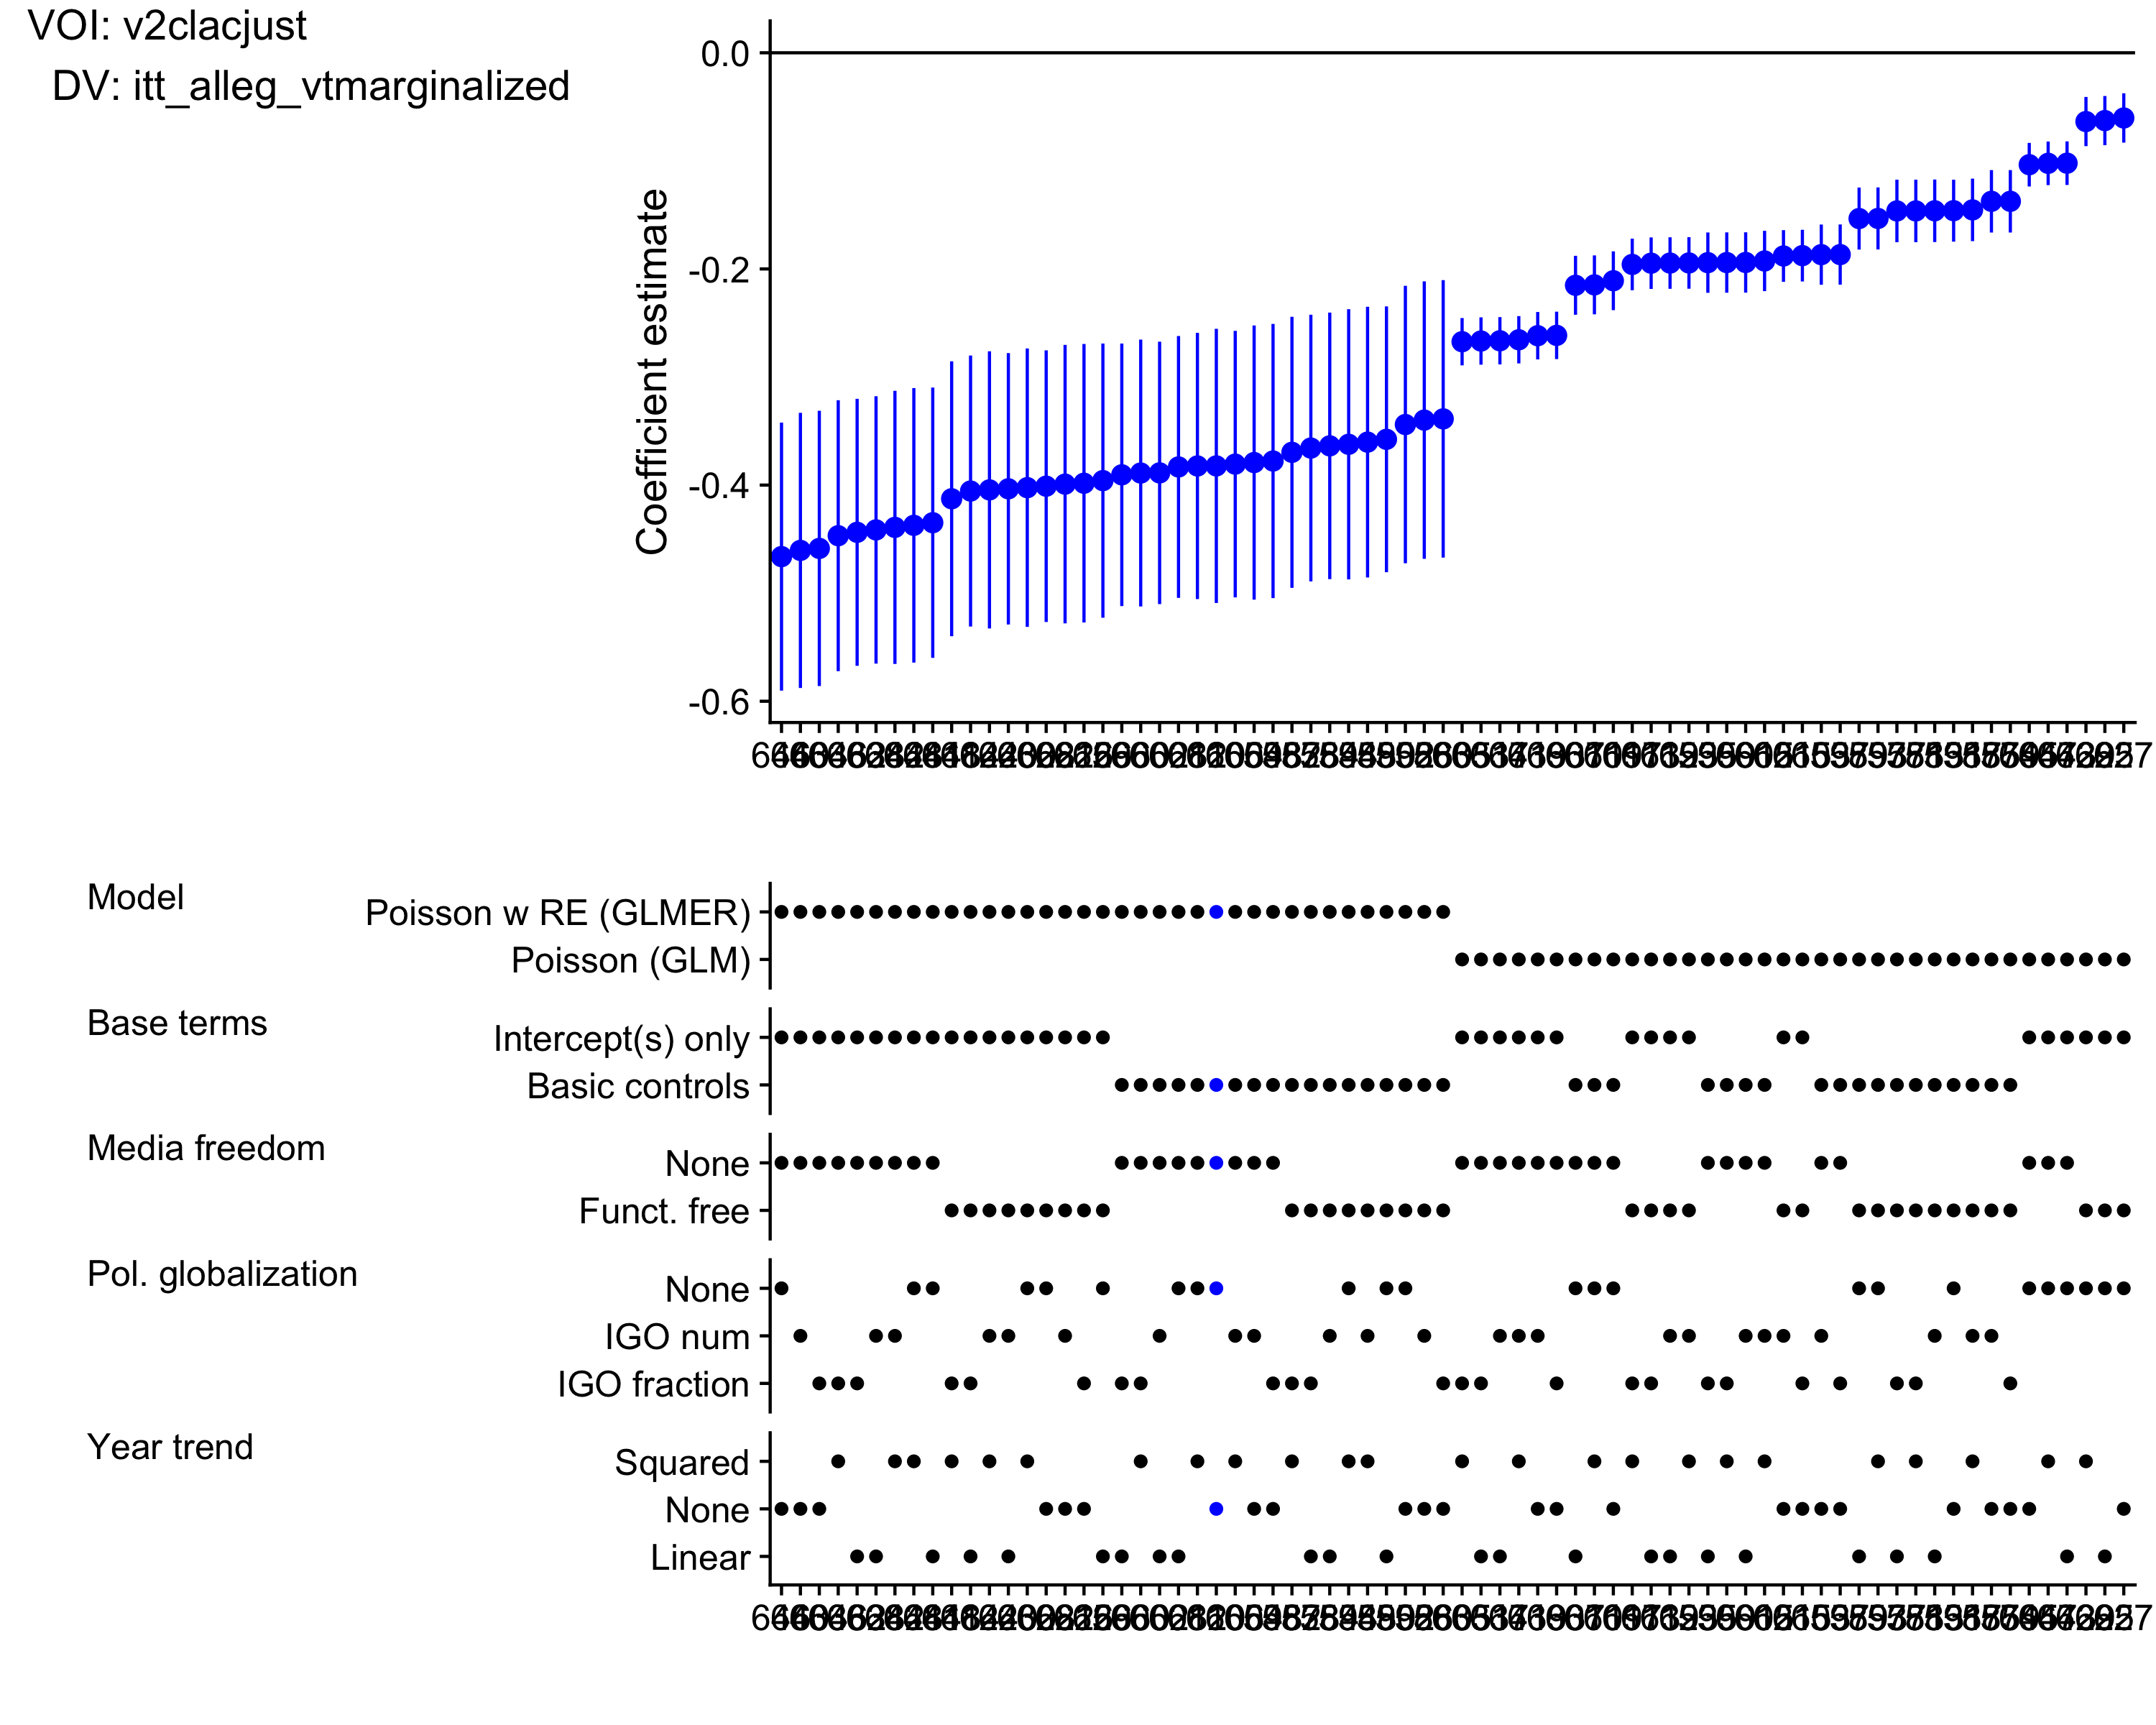 VOI: v2clacjust
DV: itt_alleg_vtmarginalized
Coefficient estimate
0.0
-0.2
-0.4
-0.6
Model
Poisson w RE (GLMER)
Poisson (GLM)
Base terms
Intercept(s) only
Basic controls
Media freedom
None
Funct. free
Pol. globalization
None
IGO num
IGO fraction
Year trend
Squared
None
Linear